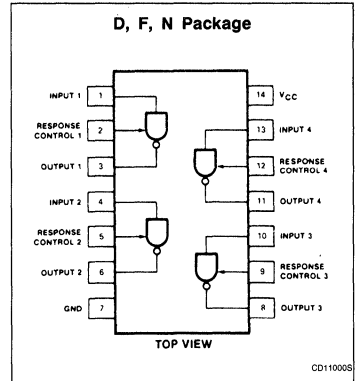 D, F, N Package
INPUT 1 1
RESPONSE CONTROL 1 2
OUTPUT 1 3
INPUT 2 4
RESPONSE CONTROL 2 5
OUTPUT 2 6
GND 7
14 VCC
13 INPUT 4
12 RESPONSE CONTROL 4
11 OUTPUT 4
10 INPUT 3
9 RESPONSE CONTROL 3
8 OUTPUT 3
TOP VIEW
CD11000S